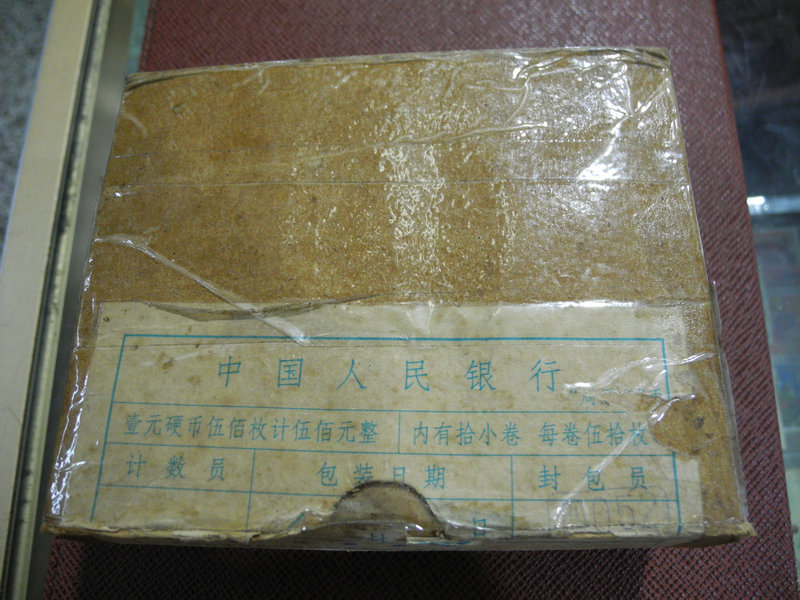 中国人民银行
壹元硬币伍佰枚计伍佰元整 内有拾小卷 每卷伍拾枚
计数员 包装日期 封包员